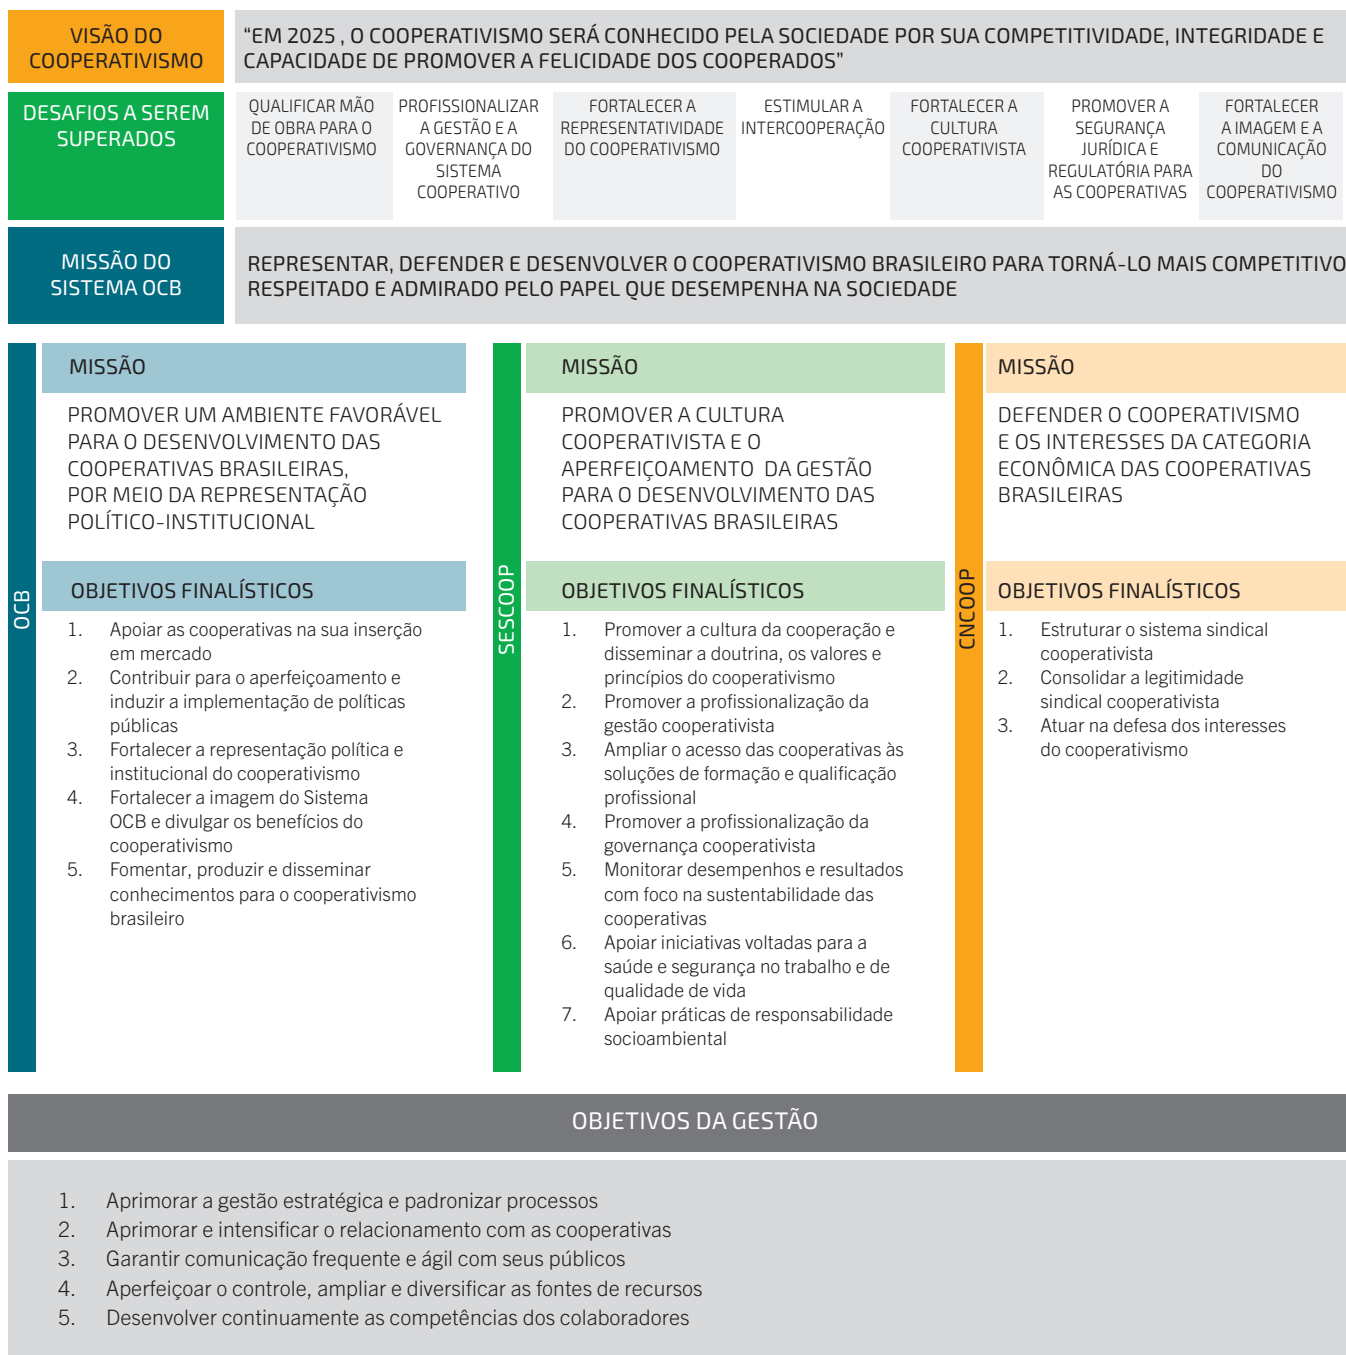 VISÃO DO
COOPERATIVISMO
“EM 2025 , O COOPERATIVISMO SERÁ CONHECIDO PELA SOCIEDADE POR SUA COMPETITIVIDADE, INTEGRIDADE E
CAPACIDADE DE PROMOVER A FELICIDADE DOS COOPERADOS”
DESAFIOS A SEREM
SUPERADOS
QUALIFICAR MÃO
DE OBRA PARA O
COOPERATIVISMO
PROFISSIONALIZAR
A GESTÃO E A
GOVERNANÇA DO
SISTEMA
COOPERATIVO
FORTALECER A
REPRESENTATIVIDADE
DO COOPERATIVISMO
ESTIMULAR A
INTERCOOPERAÇÃO
FORTALECER A
CULTURA
COOPERATIVISTA
PROMOVER A
SEGURANÇA
JURÍDICA E
REGULATÓRIA PARA
AS COOPERATIVAS
FORTALECER
A IMAGEM E A
COMUNICAÇÃO
DO
COOPERATIVISMO
MISSÃO DO
SISTEMA OCB
REPRESENTAR, DEFENDER E DESENVOLVER O COOPERATIVISMO BRASILEIRO PARA TORNÁ-LO MAIS COMPETITIVO
RESPEITADO E ADMIRADO PELO PAPEL QUE DESEMPENHA NA SOCIEDADE
OCB
MISSÃO
PROMOVER UM AMBIENTE FAVORÁVEL
PARA O DESENVOLVIMENTO DAS
COOPERATIVAS BRASILEIRAS,
POR MEIO DA REPRESENTAÇÃO
POLÍTICO-INSTITUCIONAL
OBJETIVOS FINALÍSTICOS
1. Apoiar as cooperativas na sua inserção
em mercado
2. Contribuir para o aperfeiçoamento e
induzir a implementação de políticas
públicas
3. Fortalecer a representação política e
institucional do cooperativismo
4. Fortalecer a imagem do Sistema
OCB e divulgar os benefícios do
cooperativismo
5. Fomentar, produzir e disseminar
conhecimentos para o cooperativismo
brasileiro
SESCOOP
MISSÃO
PROMOVER A CULTURA
COOPERATIVISTA E O
APERFEIÇOAMENTO DA GESTÃO
PARA O DESENVOLVIMENTO DAS
COOPERATIVAS BRASILEIRAS
OBJETIVOS FINALÍSTICOS
1. Promover a cultura da cooperação e
disseminar a doutrina, os valores e
princípios do cooperativismo
2. Promover a profissionalização da
gestão cooperativista
3. Ampliar o acesso das cooperativas às
soluções de formação e qualificação
profissional
4. Promover a profissionalização da
governança cooperativista
5. Monitorar desempenhos e resultados
com foco na sustentabilidade das
cooperativas
6. Apoiar iniciativas voltadas para a
saúde e segurança no trabalho e de
qualidade de vida
7. Apoiar práticas de responsabilidade
socioambiental
CNCOOP
MISSÃO
DEFENDER O COOPERATIVISMO
E OS INTERESSES DA CATEGORIA
ECONÔMICA DAS COOPERATIVAS
BRASILEIRAS
OBJETIVOS FINALÍSTICOS
1. Estruturar o sistema sindical
cooperativista
2. Consolidar a legitimidade
sindical cooperativista
3. Atuar na defesa dos interesses
do cooperativismo
OBJETIVOS DA GESTÃO
1. Aprimorar a gestão estratégica e padronizar processos
2. Aprimorar e intensificar o relacionamento com as cooperativas
3. Garantir comunicação frequente e ágil com seus públicos
4. Aperfeiçoar o controle, ampliar e diversificar as fontes de recursos
5. Desenvolver continuamente as competências dos colaboradores